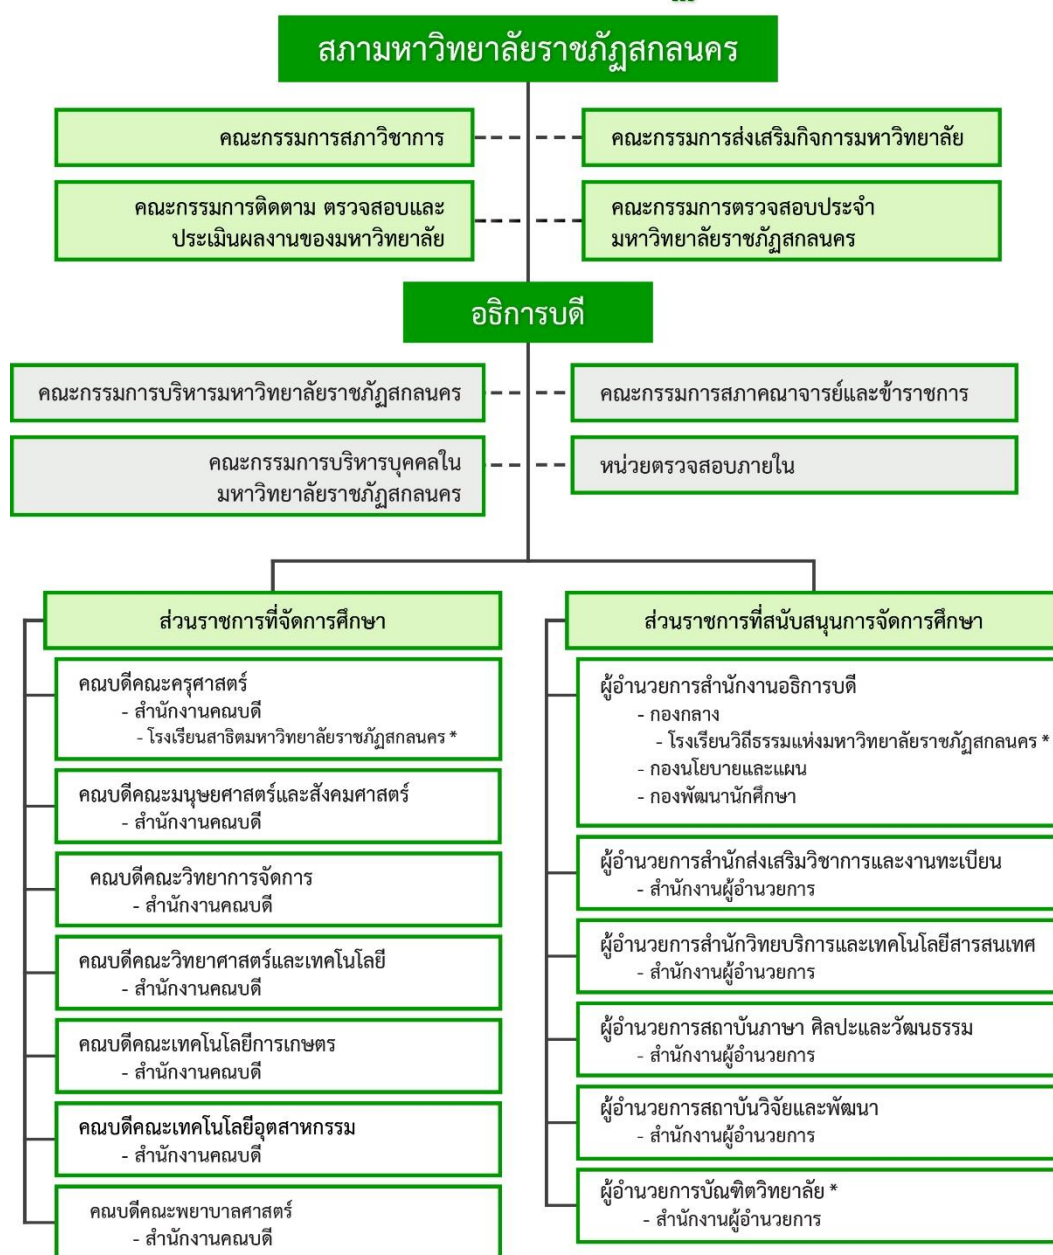 สภามหาวิทยาลัยราชภัฏสกลนคร
คณะกรรมการสภาวิชาการ
คณะกรรมการส่งเสริมกิจการมหาวิทยาลัย
คณะกรรมการติดตาม ตรวจสอบและ
ประเมินผลงานของมหาวิทยาลัย
คณะกรรมการตรวจสอบประจำ
มหาวิทยาลัยราชภัฏสกลนคร
อธิการบดี
คณะกรรมการบริหารมหาวิทยาลัยราชภัฏสกลนคร
คณะกรรมการสภาคณาจารย์และข้าราชการ
คณะกรรมการบริหารบุคคลใน
มหาวิทยาลัยราชภัฏสกลนคร
หน่วยตรวจสอบภายใน
ส่วนราชการที่จัดการศึกษา
คณบดีคณะครุศาสตร์
- สำนักงานคณบดี
- โรงเรียนสาธิตมหาวิทยาลัยราชภัฏสกลนคร *
คณบดีคณะมนุษยศาสตร์และสังคมศาสตร์
- สำนักงานคณบดี
คณบดีคณะวิทยาการจัดการ
- สำนักงานคณบดี
คณบดีคณะวิทยาศาสตร์และเทคโนโลยี
- สำนักงานคณบดี
คณบดีคณะเทคโนโลยีการเกษตร
- สำนักงานคณบดี
คณบดีคณะเทคโนโลยีอุตสาหกรรม
- สำนักงานคณบดี
คณบดีคณะพยาบาลศาสตร์
- สำนักงานคณบดี
ส่วนราชการที่สนับสนุนการจัดการศึกษา
ผู้อำนวยการสำนักงานอธิการบดี
- กองกลาง
- โรงเรียนวิถีธรรมแห่งมหาวิทยาลัยราชภัฏสกลนคร *
- กองนโยบายและแผน
- กองพัฒนานักศึกษา
ผู้อำนวยการสำนักส่งเสริมวิชาการและงานทะเบียน
- สำนักงานผู้อำนวยการ
ผู้อำนวยการสำนักวิทยบริการและเทคโนโลยีสารสนเทศ
- สำนักงานผู้อำนวยการ
ผู้อำนวยการสถาบันภาษา ศิลปะและวัฒนธรรม
- สำนักงานผู้อำนวยการ
ผู้อำนวยการสถาบันวิจัยและพัฒนา
- สำนักงานผู้อำนวยการ
ผู้อำนวยการบัณฑิตวิทยาลัย *
- สำนักงานผู้อำนวยการ